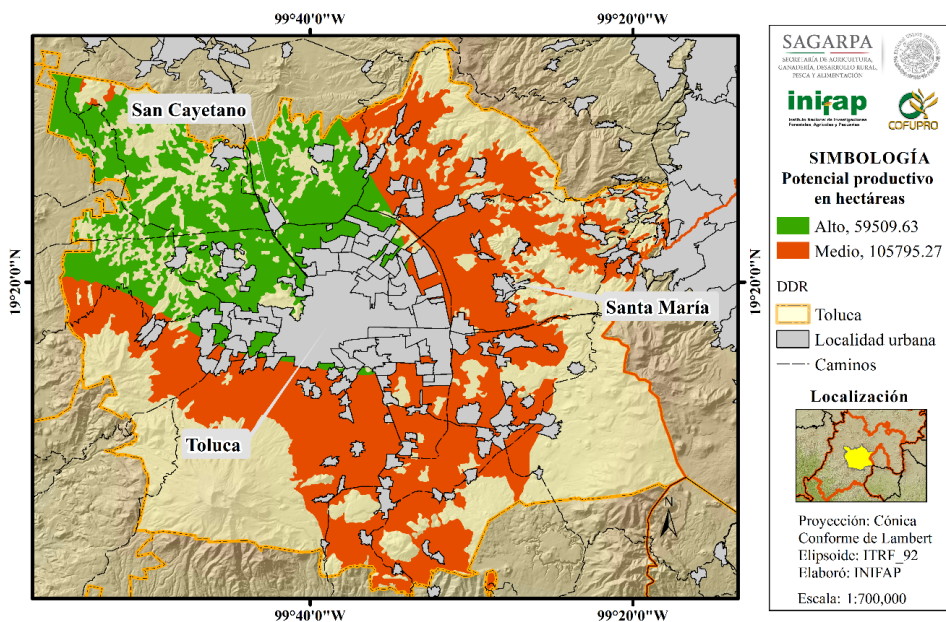 99°40'0"W
99°20'0"W
19°20'0"N
San Cayetano
Santa María
Toluca
19°20'0"N
N
99°40'0"W
99°20'0"W
SAGARPA
SECRETARÍA DE AGRICULTURA,
GANADERÍA, DESARROLLO RURAL,
PESCA Y ALIMENTACIÓN
inifap
Instituto Nacional de Investigaciones
Forestales, Agrícolas y Pecuarias
COFUPRO
SIMBOLOGÍA
Potencial productivo
en hectáreas
Alto, 59509.63
Medio, 105795.27
DDR
Toluca
Localidad urbana
Caminos
Localización
Proyección: Cónica
Conforme de Lambert
Elipsoide: ITRF_92
Elaboró: INIFAP
Escala: 1:700,000